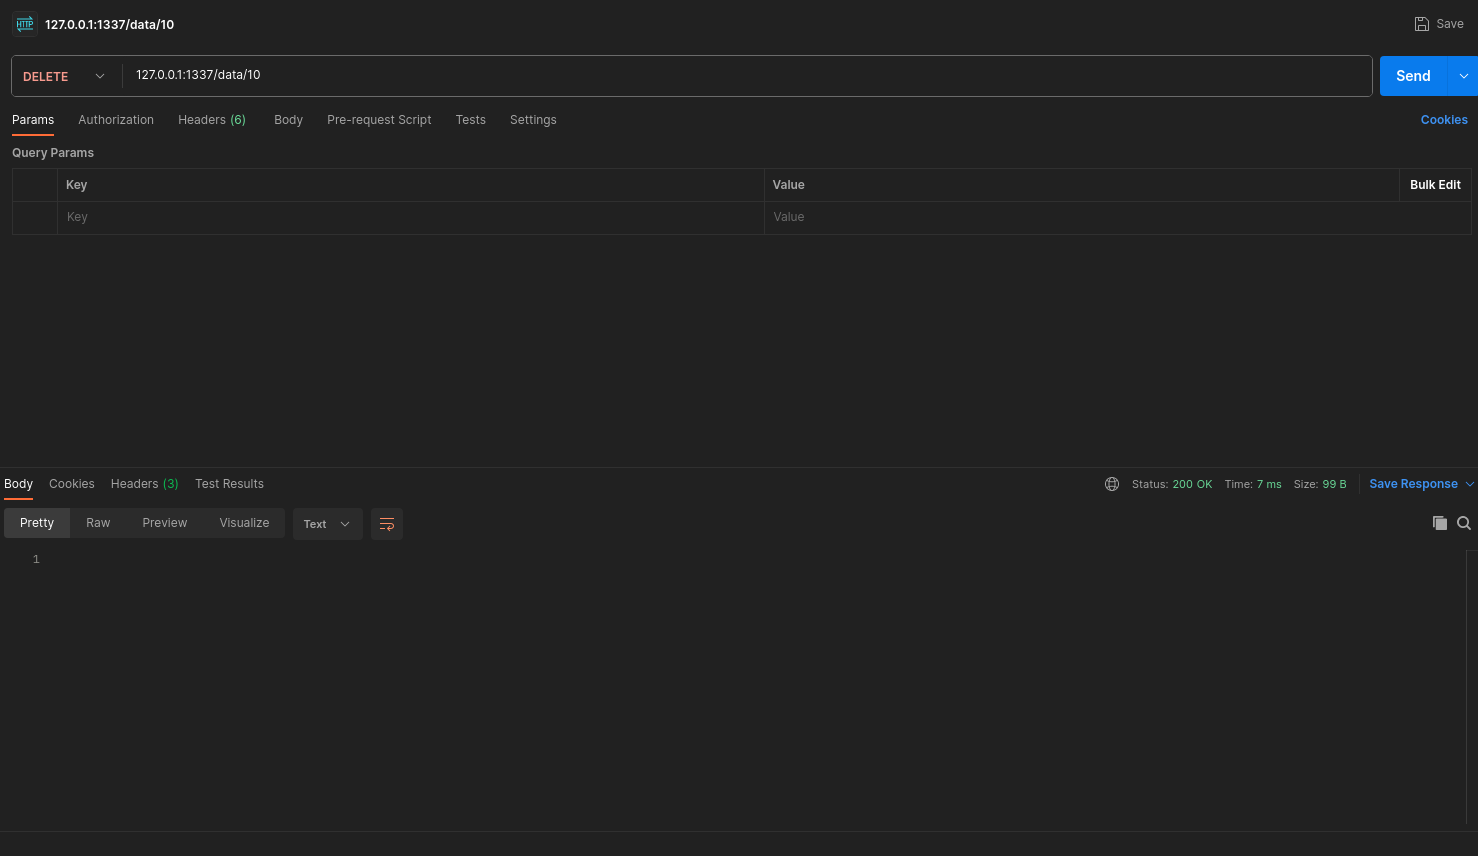 HTTP 127.0.0.1:1337/data/10 Save
DELETE 127.0.0.1:1337/data/10 Send
Params Authorization Headers (6) Body Pre-request Script Tests Settings Cookies
Query Params
Key Value Bulk Edit
Key Value
Body Cookies Headers (3) Test Results Status: 200 OK Time: 7 ms Size: 99 B Save Response
Pretty Raw Preview Visualize Text
1